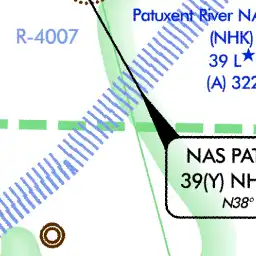 Patuxent River NA
R-4007
(NHK)
39 L★
(A) 322
NAS PAT
39(Y) NH
N38°